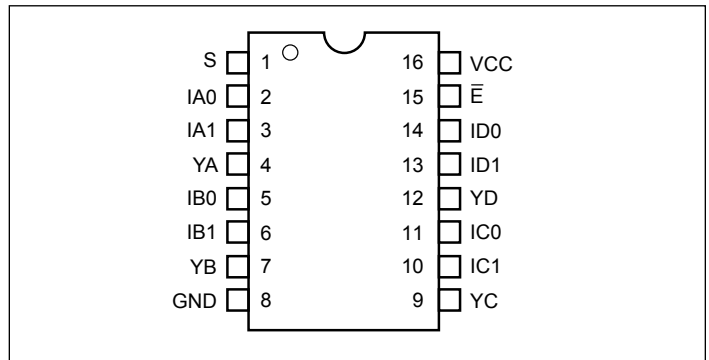 S 1 16 VCC
IA0 2 15 E̅
IA1 3 14 ID0
YA 4 13 ID1
IB0 5 12 YD
IB1 6 11 IC0
YB 7 10 IC1
GND 8 9 YC